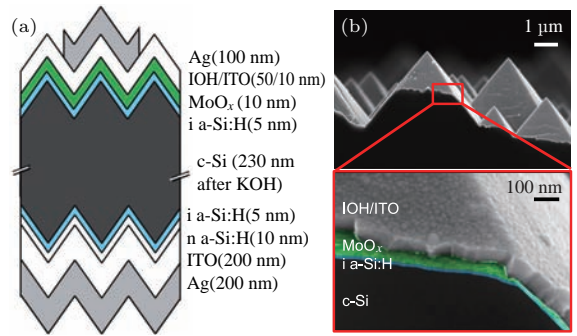 (a)
Ag(100 nm)
IOH/ITO(50/10 nm)
MoOₓ (10 nm)
i a-Si:H(5 nm)
c-Si (230 nm
after KOH)
i a-Si:H(5 nm)
n a-Si:H(10 nm)
ITO(200 nm)
Ag(200 nm)
(b)
1 µm
100 nm
IOH/ITO
MoOₓ
i a-Si:H
c-Si